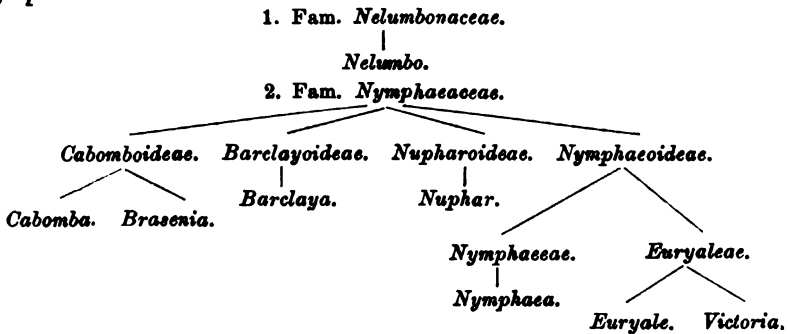 1. Fam. Nelumbonaceae.
Nelumbo.
2. Fam. Nymphaeaceae.
Cabomboideae. Barclayoideae. Nupharoideae. Nymphaeoideae.
Barclaya. Nuphar.
Cabomba. Brasenia.
Nymphaeeae. Euryaleae.
Nymphaea.
Euryale. Victoria.